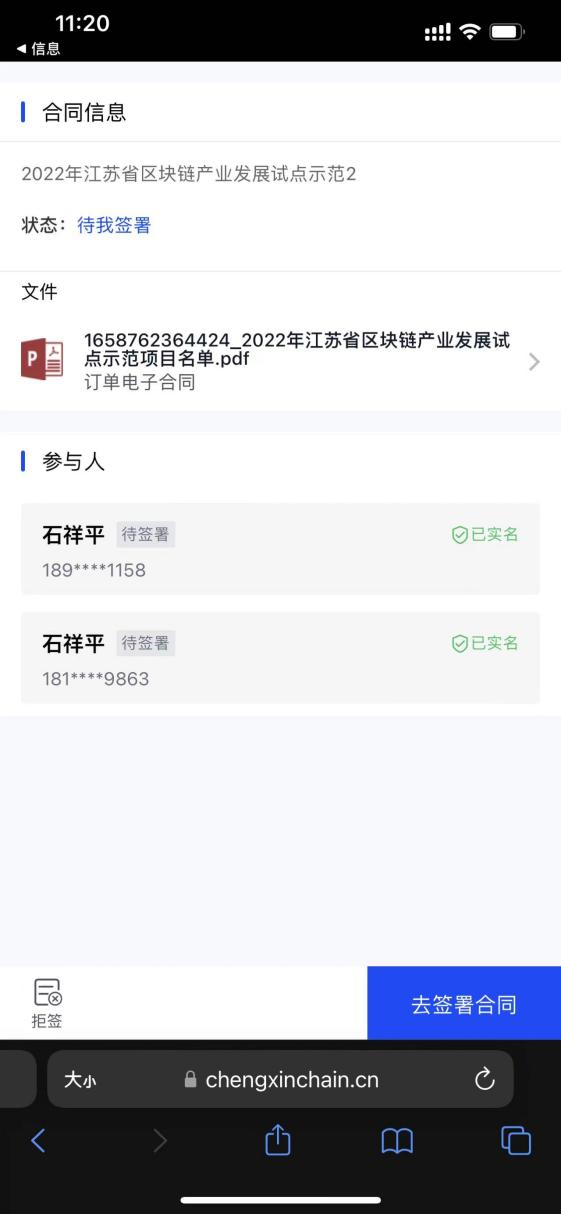 11:20
◀ 信息
合同信息
2022年江苏省区块链产业发展试点示范2
状态：待我签署
文件
P
1658762364424_2022年江苏省区块链产业发展试
点示范项目名单.pdf
订单电子合同
参与人
石祥平 待签署 已实名
189****1158
石祥平 待签署 已实名
181****9863
拒签
去签署合同
大小 chengxinchain.cn